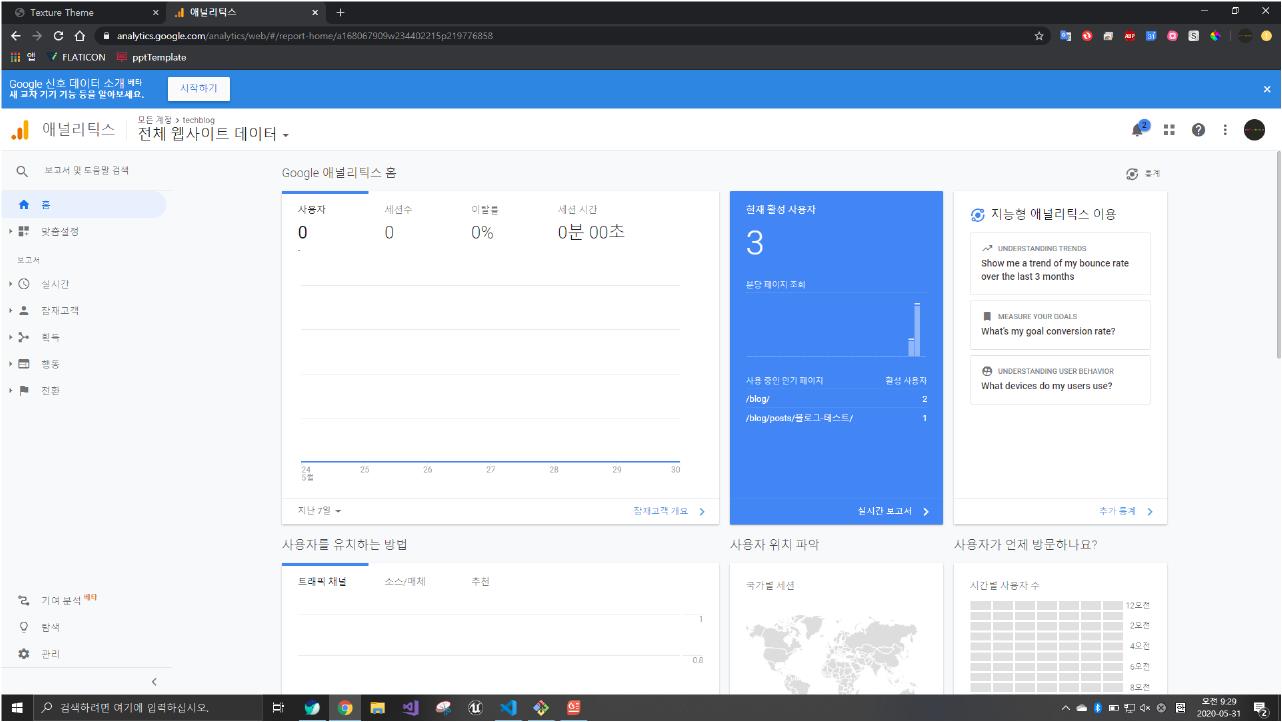 Texture Theme
애널리틱스
analytics.google.com/analytics/web/#/report-home/a168067909w234402215p219776858
앱 FLATICON pptTemplate
Google 신호 데이터 소개 베타
새 교차 기기 기능 등을 알아보세요.
시작하기
애널리틱스
모든 계정 > techblog
전체 웹사이트 데이터
2
보고서 및 도움말 검색
홈
맞춤설정
보고서
실시간
잠재고객
획득
행동
전환
기여 분석 베타
탐색
관리
Google 애널리틱스 홈
통계
사용자 세션수 이탈률 세션 시간
0 0 0% 0분 00초
-
24 25 26 27 28 29 30
5월
지난 7일
잠재고객 개요
현재 활성 사용자
3
분당 페이지 조회
사용 중인 인기 페이지 활성 사용자
/blog/ 2
/blog/posts/블로그-테스트/ 1
실시간 보고서
지능형 애널리틱스 이용
UNDERSTANDING TRENDS
Show me a trend of my bounce rate
over the last 3 months
MEASURE YOUR GOALS
What's my goal conversion rate?
UNDERSTANDING USER BEHAVIOR
What devices do my users use?
추가 통계
사용자를 유치하는 방법
트래픽 채널 소스/매체 추천
1
0.8
사용자 위치 파악
국가별 세션
사용자가 언제 방문하나요?
시간별 사용자 수
12오전
2오전
4오전
6오전
8오전
검색하려면 여기에 입력하십시오.
오전 9:29
2020-05-31
2